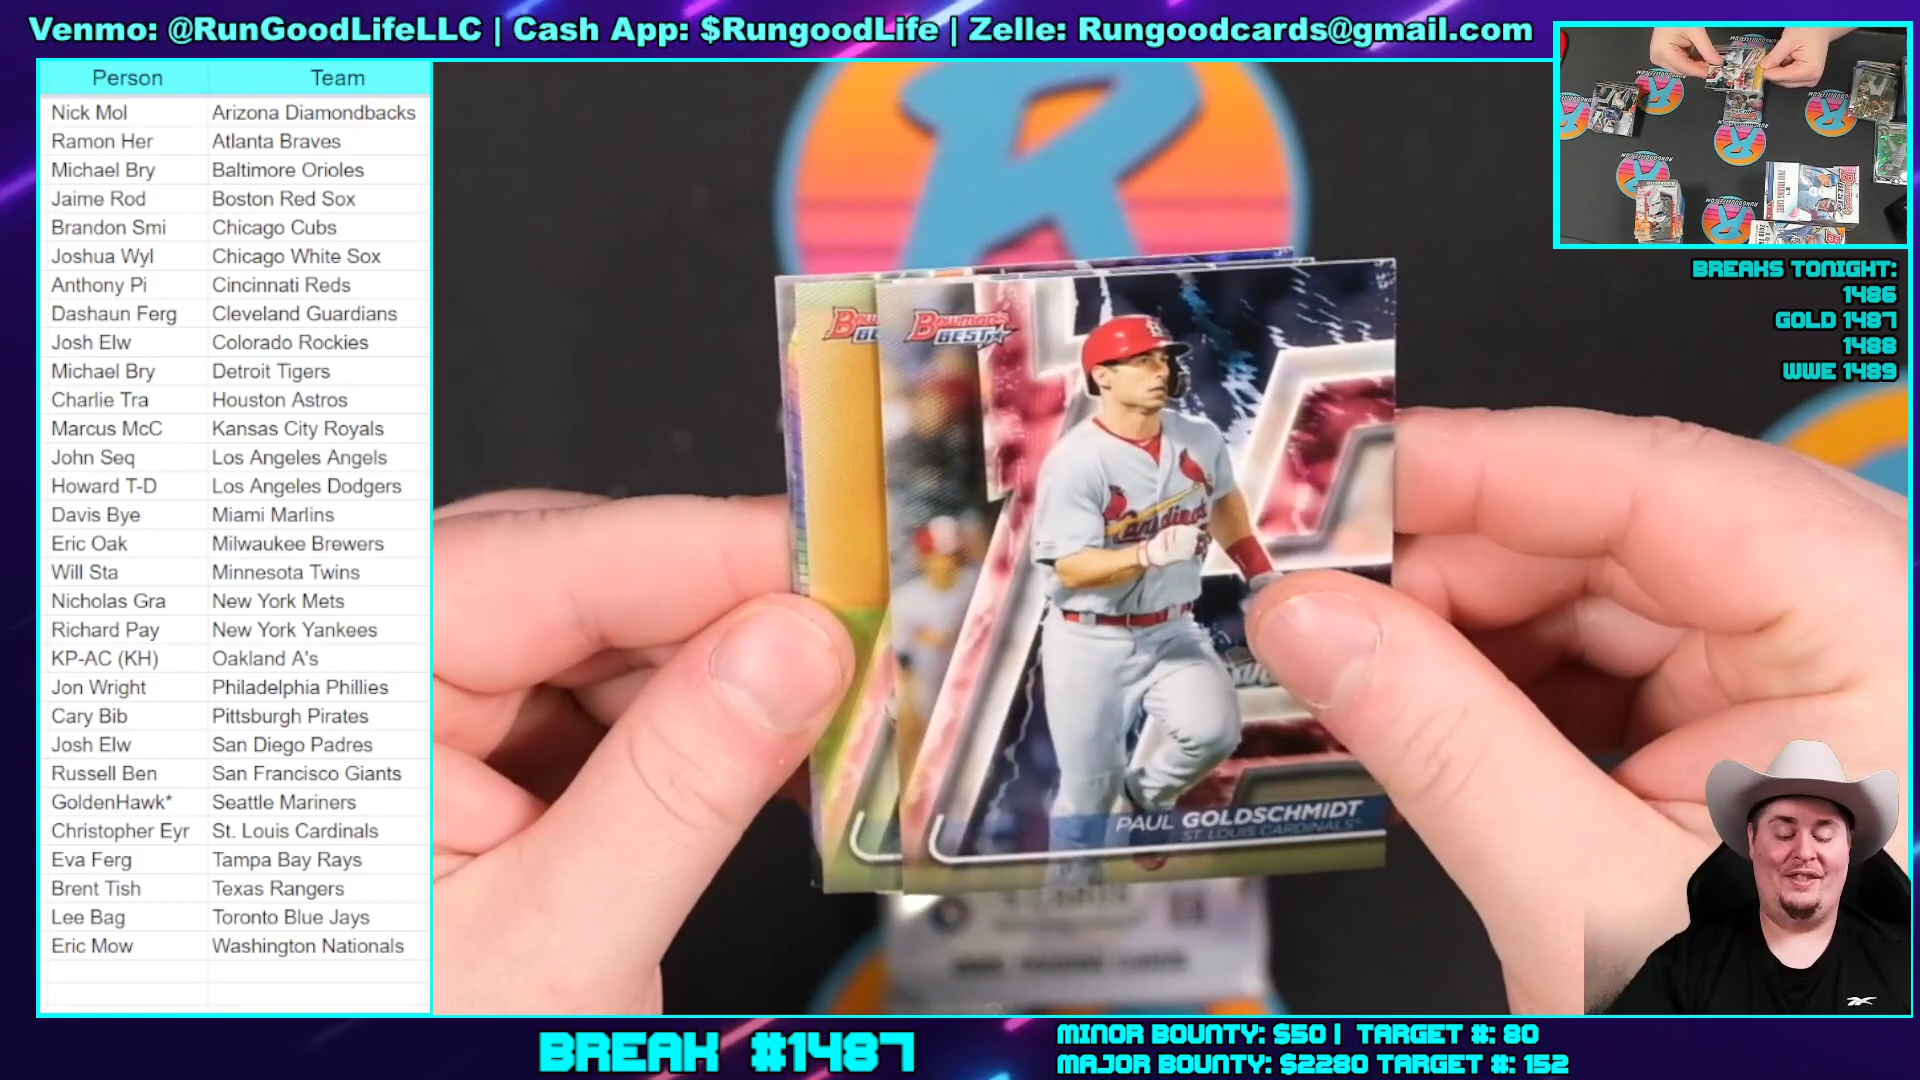 Venmo: @RunGoodLifeLLC | Cash App: $RungoodLife | Zelle: Rungoodcards@gmail.com
Person Team
Nick Mol Arizona Diamondbacks
Ramon Her Atlanta Braves
Michael Bry Baltimore Orioles
Jaime Rod Boston Red Sox
Brandon Smi Chicago Cubs
Joshua Wyl Chicago White Sox
Anthony Pi Cincinnati Reds
Dashaun Ferg Cleveland Guardians
Josh Elw Colorado Rockies
Michael Bry Detroit Tigers
Charlie Tra Houston Astros
Marcus McC Kansas City Royals
John Seq Los Angeles Angels
Howard T-D Los Angeles Dodgers
Davis Bye Miami Marlins
Eric Oak Milwaukee Brewers
Will Sta Minnesota Twins
Nicholas Gra New York Mets
Richard Pay New York Yankees
KP-AC (KH) Oakland A's
Jon Wright Philadelphia Phillies
Cary Bib Pittsburgh Pirates
Josh Elw San Diego Padres
Russell Ben San Francisco Giants
GoldenHawk* Seattle Mariners
Christopher Eyr St. Louis Cardinals
Eva Ferg Tampa Bay Rays
Brent Tish Texas Rangers
Lee Bag Toronto Blue Jays
Eric Mow Washington Nationals
R
Bowman's
BEST
Cardinals
PAUL GOLDSCHMIDT
ST. LOUIS CARDINALS
BREAKS TONIGHT:
1486
GOLD 1487
1488
WWE 1489
BREAK #1487
MINOR BOUNTY: $50 | TARGET #: 80
MAJOR BOUNTY: $2280 TARGET #: 152